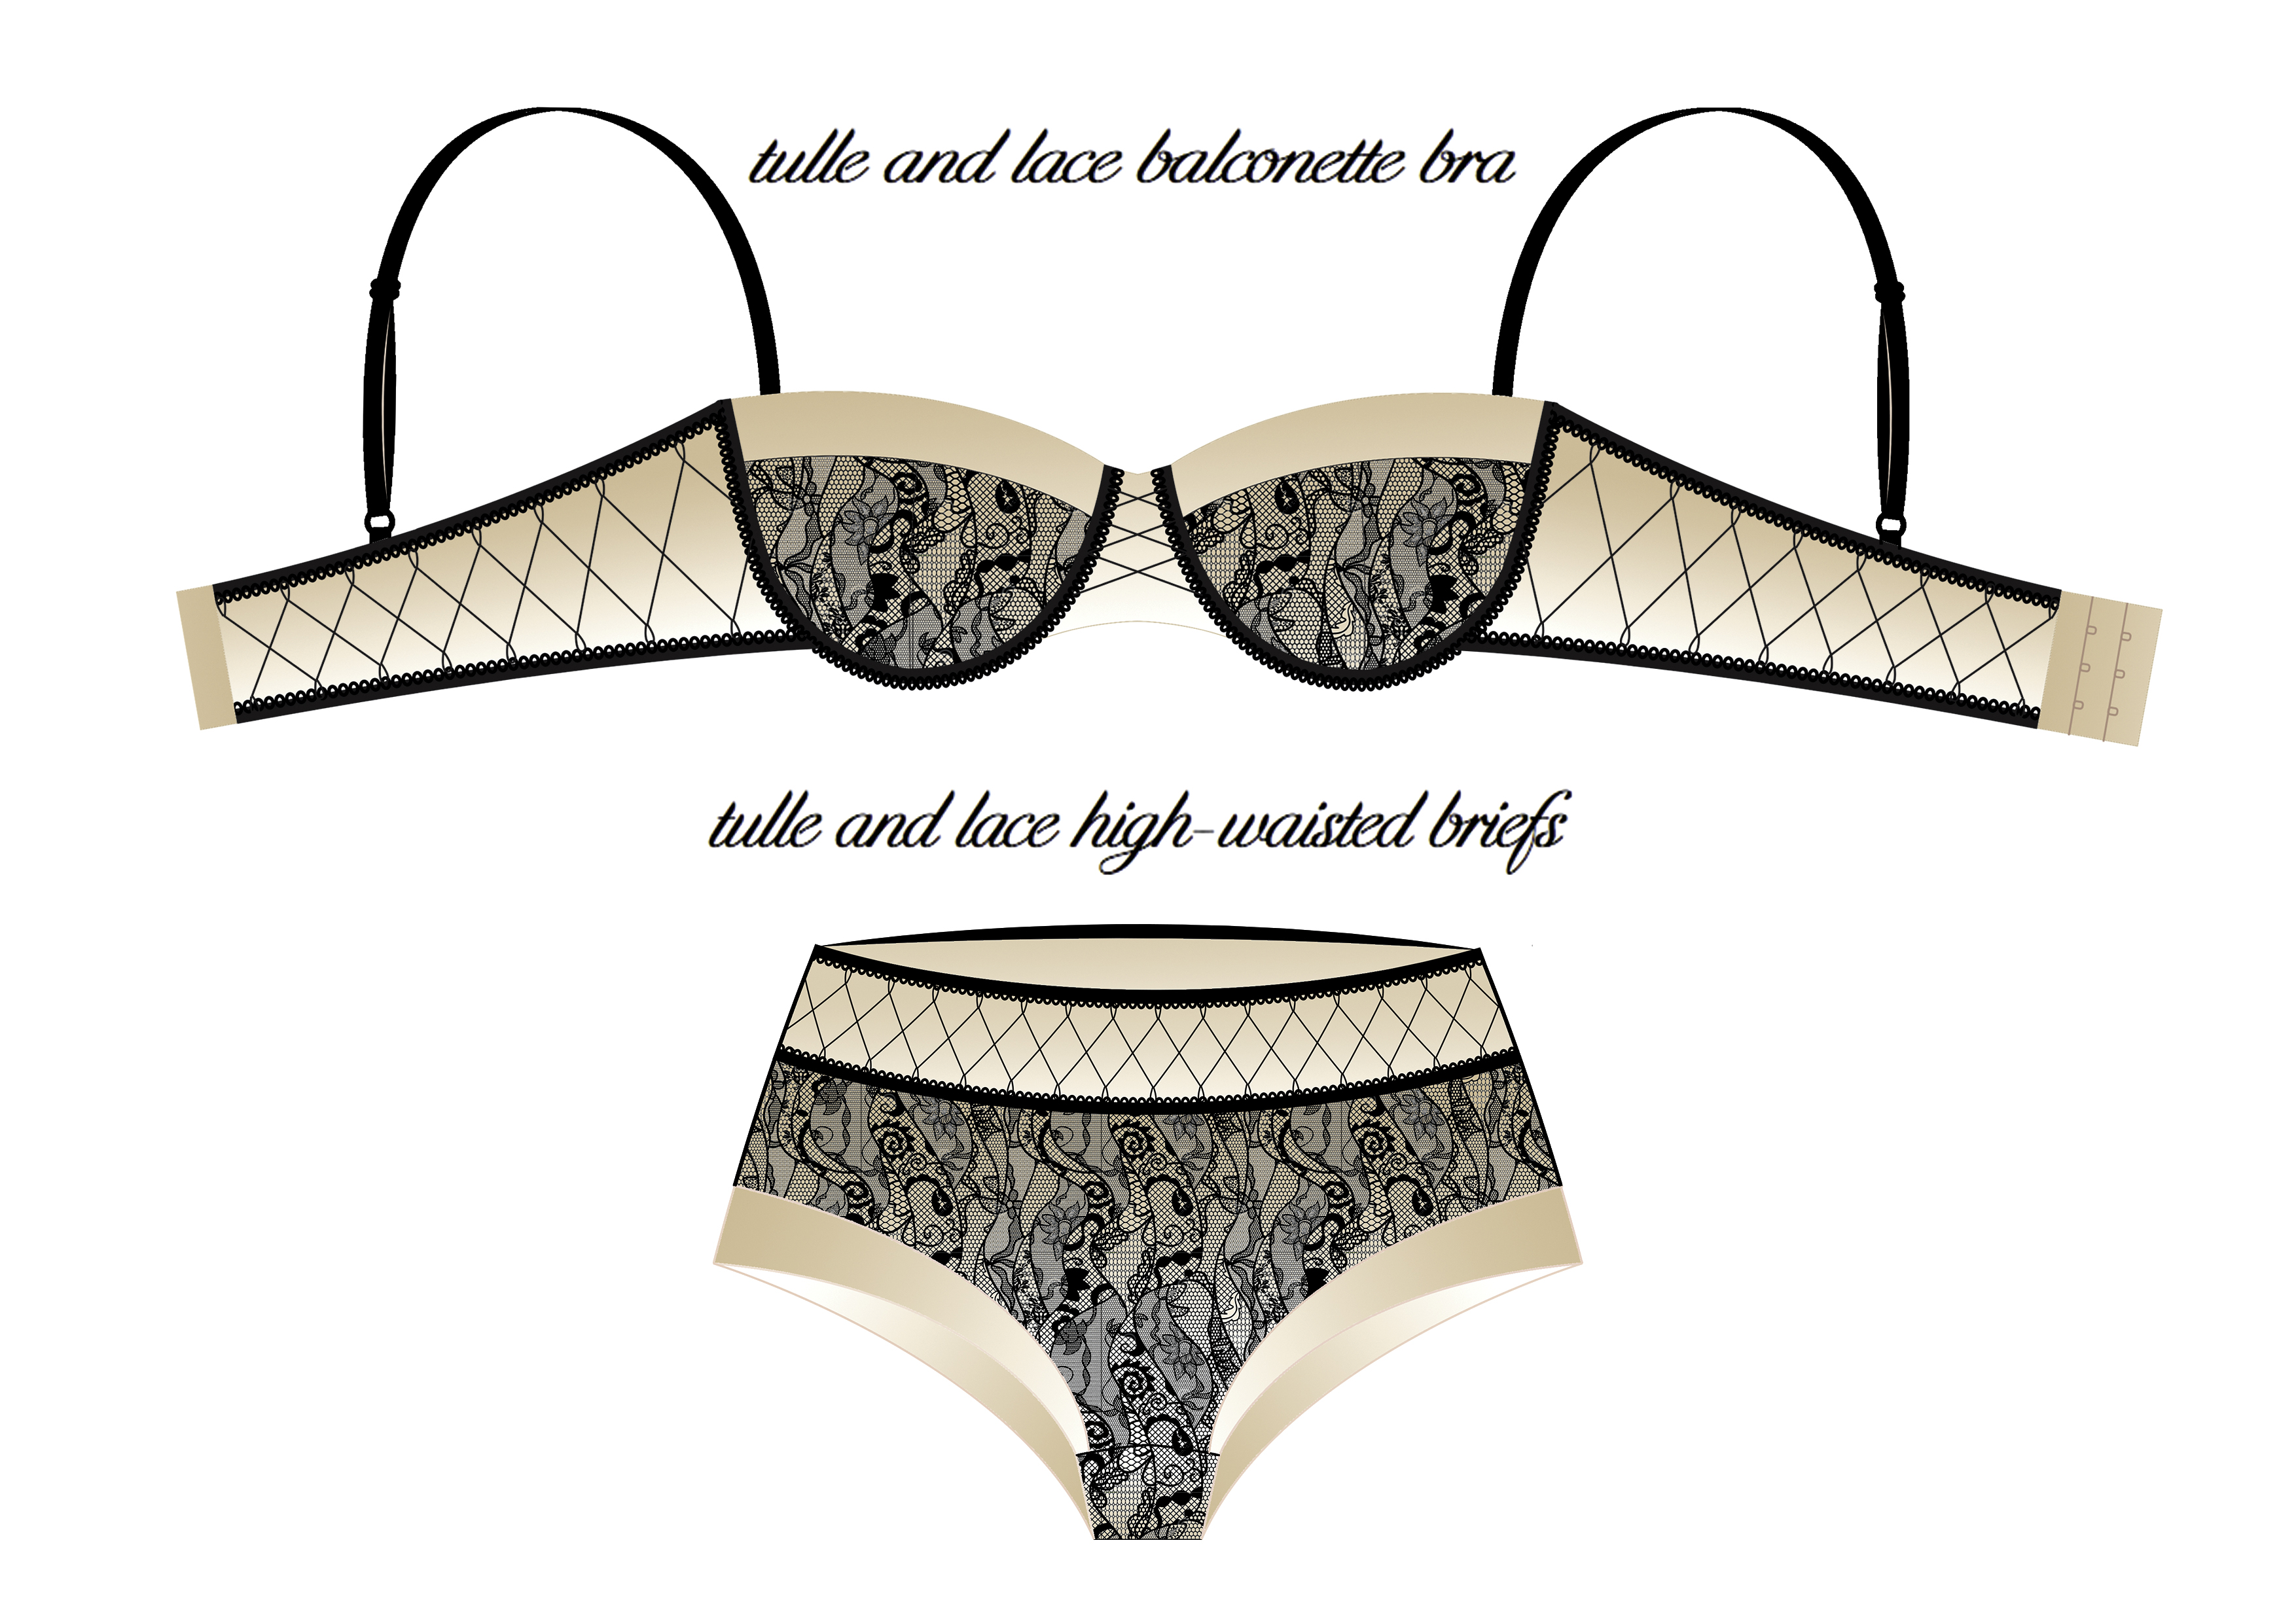 tulle and lace balconette bra
tulle and lace high-waisted briefs